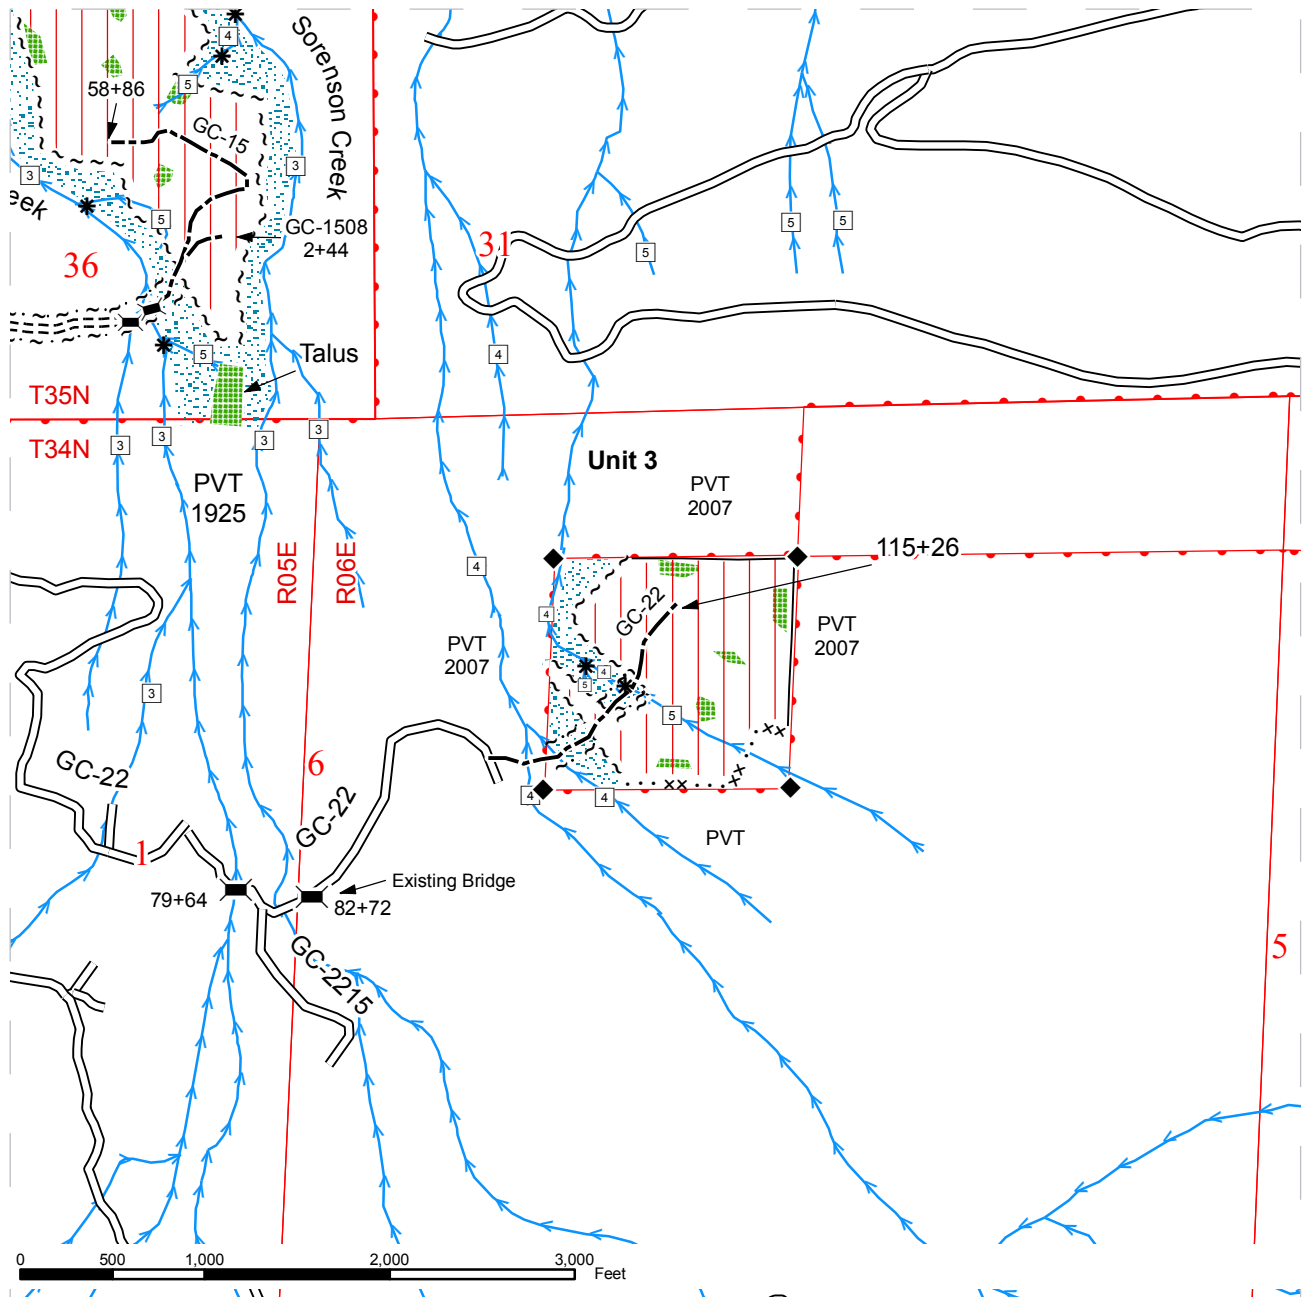 4
Sorenson Creek
5
58+86
GC-15
3
3
eek
5
GC-1508
2+44
5
5
31
5
36
5
4
Talus
T35N
3
3
3
3
T34N
Unit 3
PVT
1925
PVT
2007
115+26
R05E
R06E
4
GC-22
4
PVT
2007
PVT
2007
4
5
3
5
GC-22
6
4
4
GC-22
PVT
1
Existing Bridge
79+64
82+72
GC-2215
5
0
500
1,000
2,000
3,000
Feet